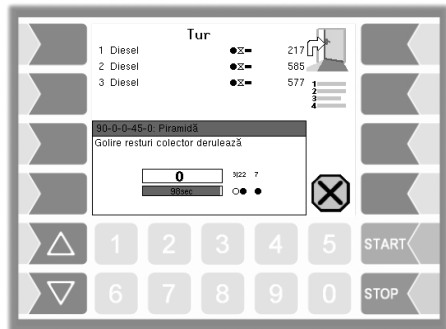 Tur
1 Diesel 217
2 Diesel 585
3 Diesel 577
1
2
3
4
90-0-0-45-0: Piramidă
Golire resturi colector derulează
0 9/22 7
98sec
1 2 3 4 5 START
6 7 8 9 0 STOP